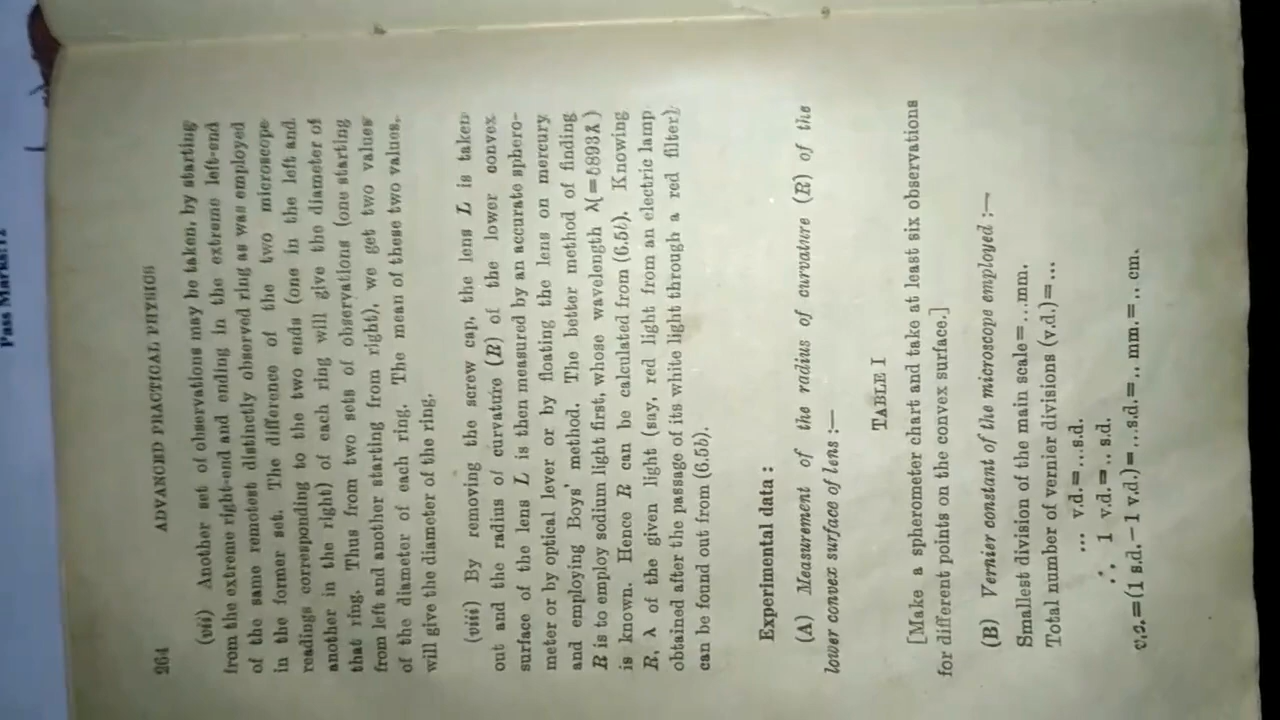 Pass Marks:12
264 ADVANCED PRACTICAL PHYSICS
(vii) Another set of observations may be taken, by starting
from the extreme right-end and ending in the extreme left-end
of the same remotest distinctly observed ring as was employed
in the former set. The difference of the two microscope
readings corresponding to the two ends (one in the left and
another in the right) of each ring will give the diameter of
that ring. Thus from two sets of observations (one starting
from left and another starting from right), we get two values
of the diameter of each ring. The mean of these two values,
will give the diameter of the ring.
(viii) By removing the screw cap, the lens L is taken
out and the radius of curvature (R) of the lower convex
surface of the lens L is then measured by an accurate sphero-
meter or by optical lever or by floating the lens on mercury
and employing Boys' method. The better method of finding
R is to employ sodium light first, whose wavelength λ(=5893Å)
is known. Hence R can be calculated from (6.5b). Knowing
R, λ of the given light (say, red light from an electric lamp
obtained after the passage of its white light through a red filter)
can be found out from (6.5b).
Experimental data :
(A) Measurement of the radius of curvature (R) of the
lower convex surface of lens :—
TABLE I
[Make a spherometer chart and take at least six observations
for different points on the convex surface.]
(B) Vernier constant of the microscope employed :—
Smallest division of the main scale=...mm.
Total number of vernier divisions (v.d.)=...
... v.d.=...s.d.
∴ 1 v.d.=.. s.d.
v.c.=(1 s.d.−1 v.d.)=...s.d.=.. mm.=.. cm.